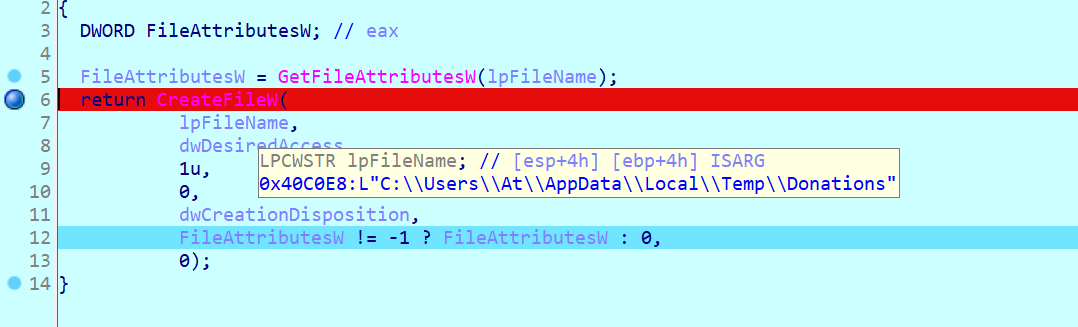 2 {
3 DWORD FileAttributesW; // eax
4
5 FileAttributesW = GetFileAttributesW(lpFileName);
6 return CreateFileW(
7 lpFileName,
8 dwDesiredAccess
LPCWSTR lpFileName; // [esp+4h] [ebp+4h] ISARG
9 1u,
0x40C0E8:L"C:\\Users\\At\\AppData\\Local\\Temp\\Donations"
10 0,
11 dwCreationDisposition,
12 FileAttributesW != -1 ? FileAttributesW : 0,
13 0);
14 }